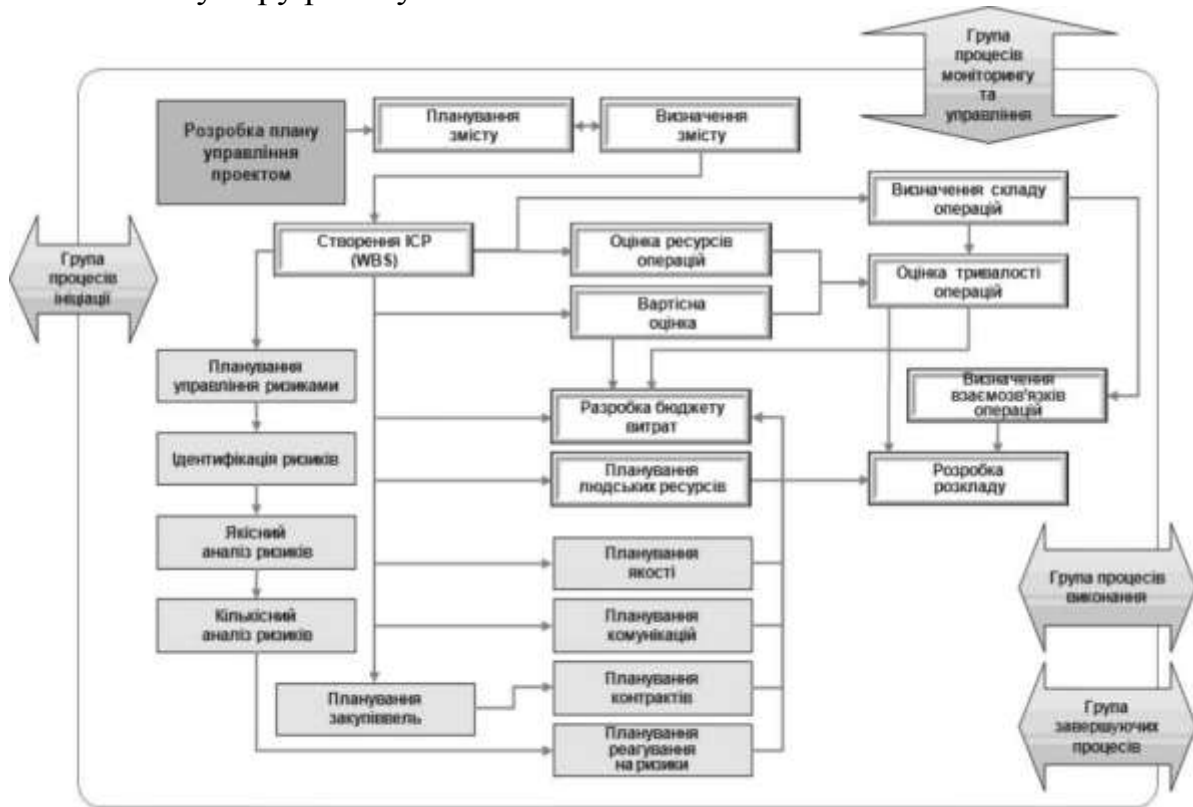 Група
процесів
моніторингу
та
управління
Розробка плану
управління
проектом
Планування
змісту
Визначення
змісту
Визначення складу
операцій
Група
процесів
ініціації
Створення ІСР
(WBS)
Оцінка ресурсів
операцій
Оцінка тривалості
операцій
Вартісна
оцінка
Планування
управління ризиками
Разробка бюджету
витрат
Визначення
взаємозв'язків
операцій
Ідентифікація ризиків
Планування
людських ресурсів
Розробка
розкладу
Якісний
аналіз ризиків
Планування
якості
Група процесів
виконання
Кількісний
аналіз ризиків
Планування
комунікацій
Планування
закупіввель
Планування
контрактів
Група
завершуючих
процесів
Планування
реагування
на ризики